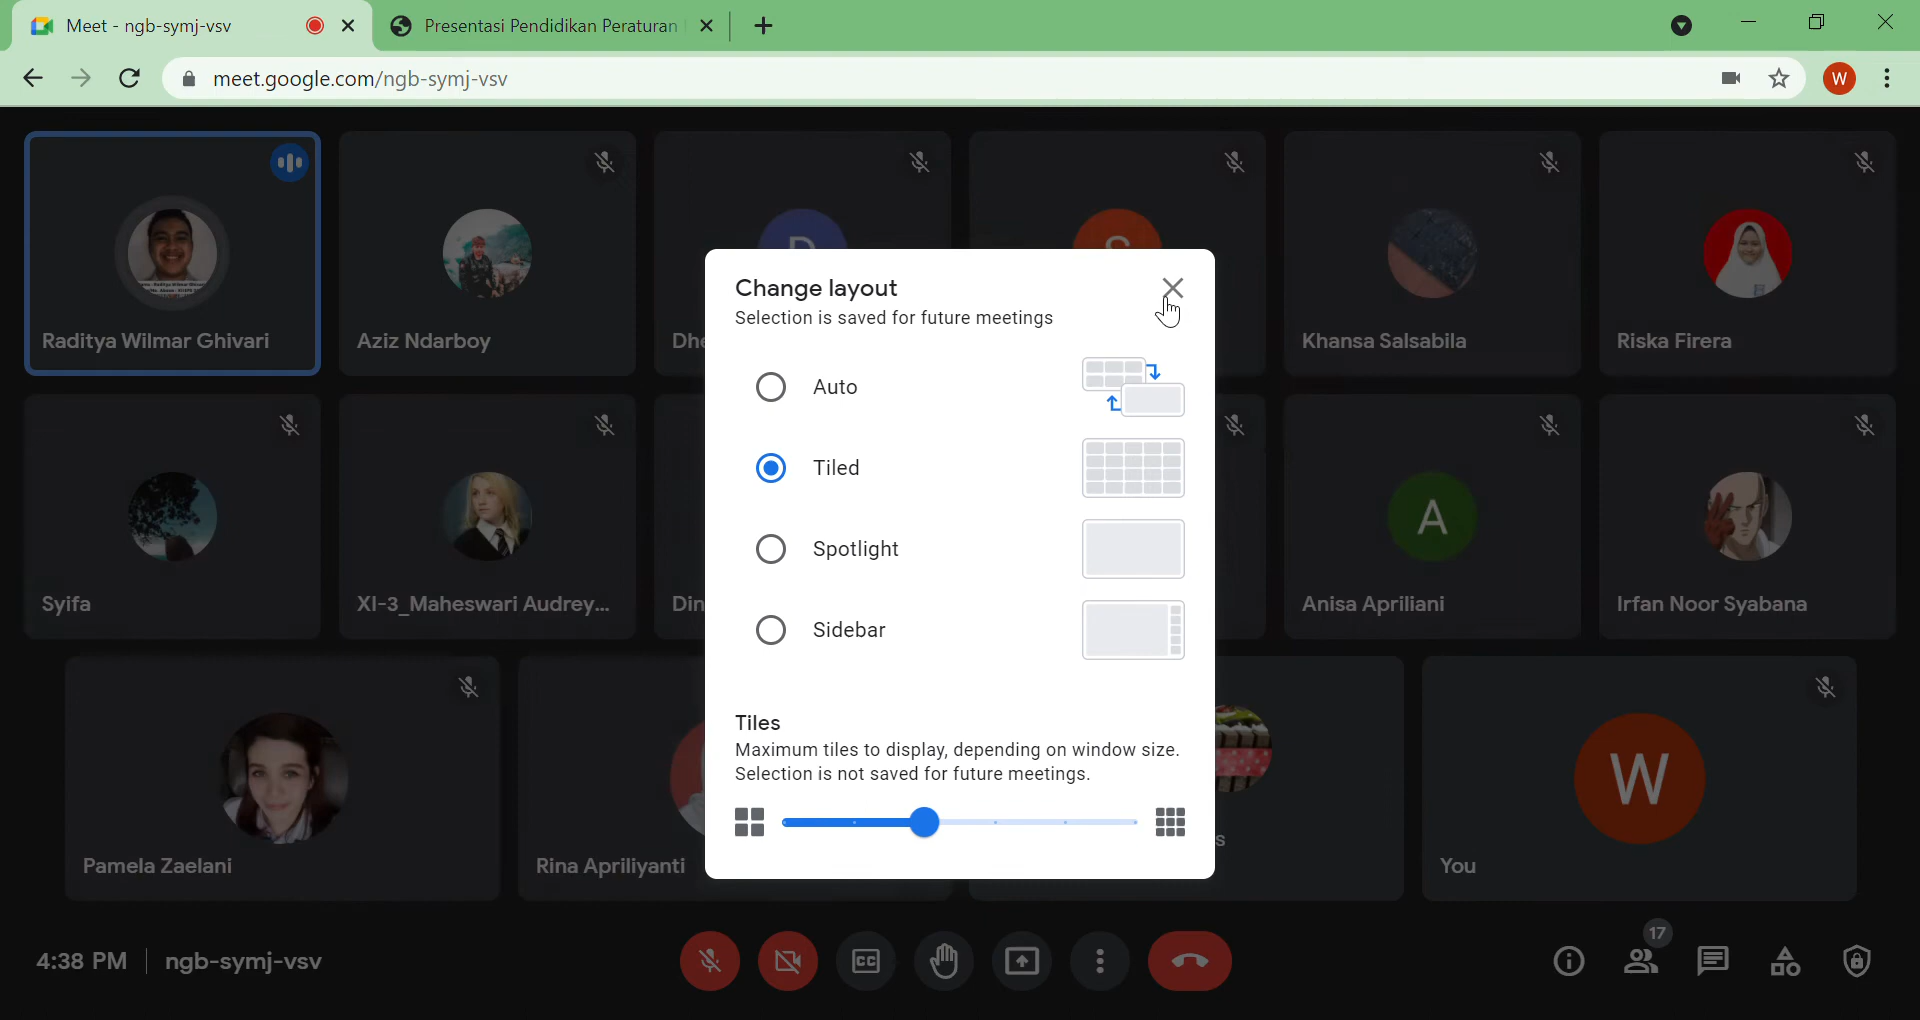 Meet - ngb-symj-vsv
Presentasi Pendidikan Peraturan
meet.google.com/ngb-symj-vsv
W
Raditya Wilmar Ghivari
Aziz Ndarboy
Khansa Salsabila
Riska Firera
Change layout
Selection is saved for future meetings
Auto
Tiled
Spotlight
Sidebar
Tiles
Maximum tiles to display, depending on window size.
Selection is not saved for future meetings.
Syifa
XI-3_Maheswari Audrey...
A
Anisa Apriliani
Irfan Noor Syabana
Pamela Zaelani
Rina Apriliyanti
s
W
You
4:38 PM
ngb-symj-vsv
CC
17